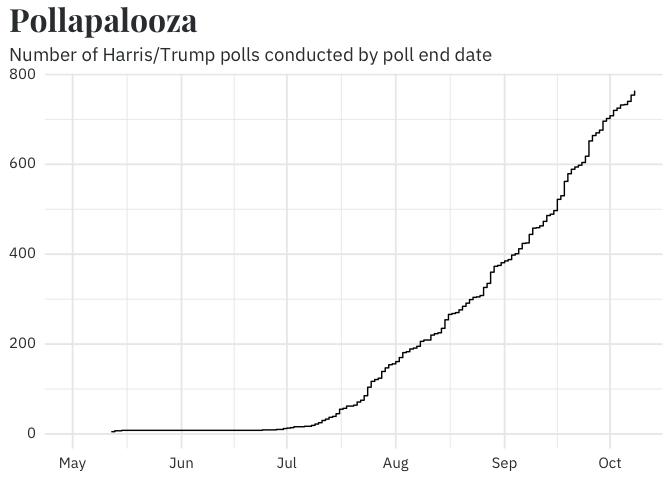 Pollapalooza
Number of Harris/Trump polls conducted by poll end date
800
600
400
200
0
May Jun Jul Aug Sep Oct